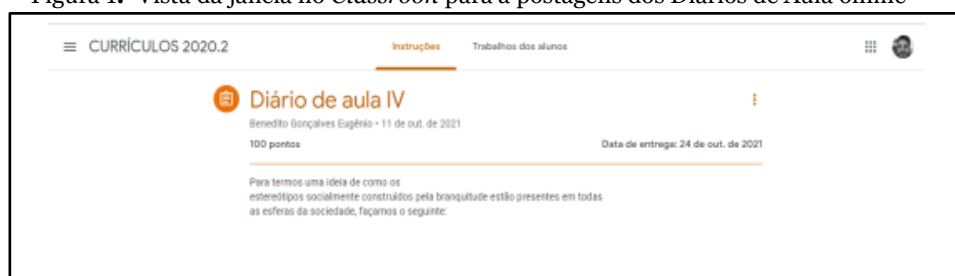 Figura 1. Vista da janela no Classroon para a postagens dos Diários de Aula online
CURRÍCULOS 2020.2
Instruções Trabalhos dos alunos
Diário de aula IV
Benedito Gonçalves Eugênio • 11 de out. de 2021
100 pontos Data de entrega: 24 de out. de 2021
Para termos uma ideia de como os
estereótipos socialmente construídos pela branquitude estão presentes em todas
as esferas da sociedade, façamos o seguinte: